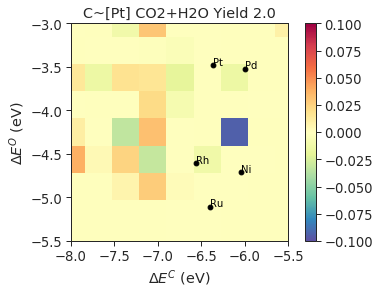 C~[Pt] CO2+H2O Yield 2.0
−3.0
−3.5
−4.0
−4.5
−5.0
−5.5
ΔE^O (eV)
−8.0 −7.5 −7.0 −6.5 −6.0 −5.5
ΔE^C (eV)
Pt
Pd
Rh
Ni
Ru
0.100
0.075
0.050
0.025
0.000
−0.025
−0.050
−0.075
−0.100